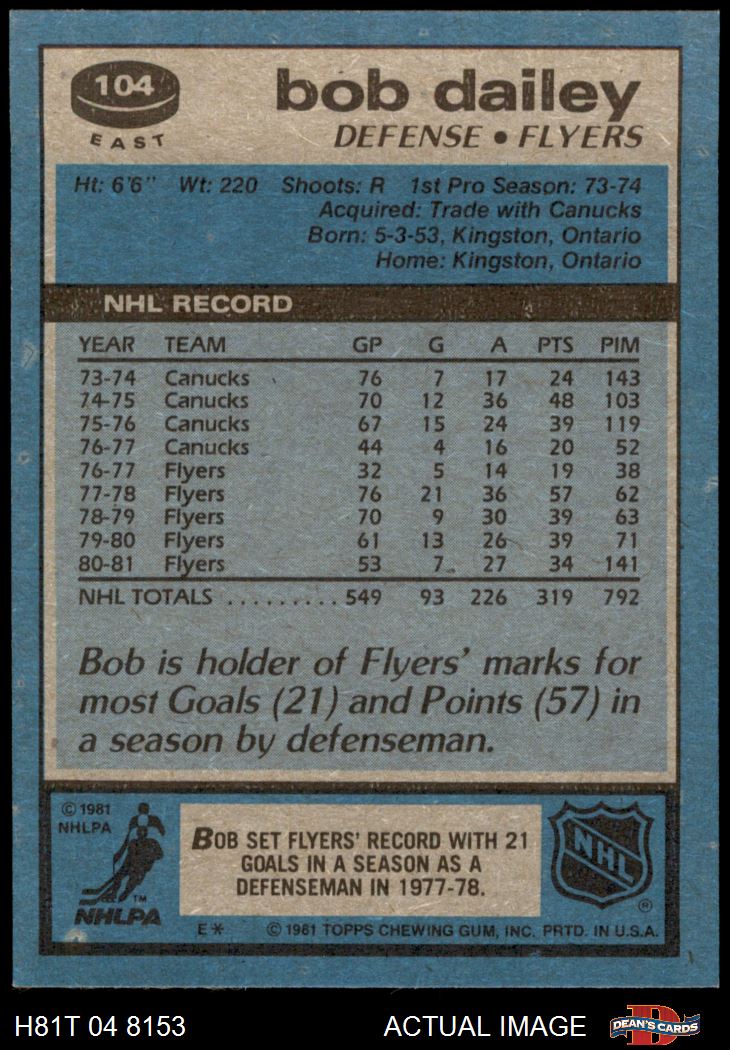 104
EAST
bob dailey
DEFENSE • FLYERS
Ht: 6'6" Wt: 220 Shoots: R 1st Pro Season: 73-74
Acquired: Trade with Canucks
Born: 5-3-53, Kingston, Ontario
Home: Kingston, Ontario
NHL RECORD
YEAR TEAM GP G A PTS PIM
73-74 Canucks 76 7 17 24 143
74-75 Canucks 70 12 36 48 103
75-76 Canucks 67 15 24 39 119
76-77 Canucks 44 4 16 20 52
76-77 Flyers 32 5 14 19 38
77-78 Flyers 76 21 36 57 62
78-79 Flyers 70 9 30 39 63
79-80 Flyers 61 13 26 39 71
80-81 Flyers 53 7 27 34 141
NHL TOTALS .......... 549 93 226 319 792
Bob is holder of Flyers' marks for
most Goals (21) and Points (57) in
a season by defenseman.
© 1981
NHLPA
TM
NHLPA
BOB SET FLYERS' RECORD WITH 21
GOALS IN A SEASON AS A
DEFENSEMAN IN 1977-78.
NHL
®
E* © 1981 TOPPS CHEWING GUM, INC. PRTD. IN U.S.A.
H81T 04 8153 ACTUAL IMAGE
D
DEAN'S CARDS